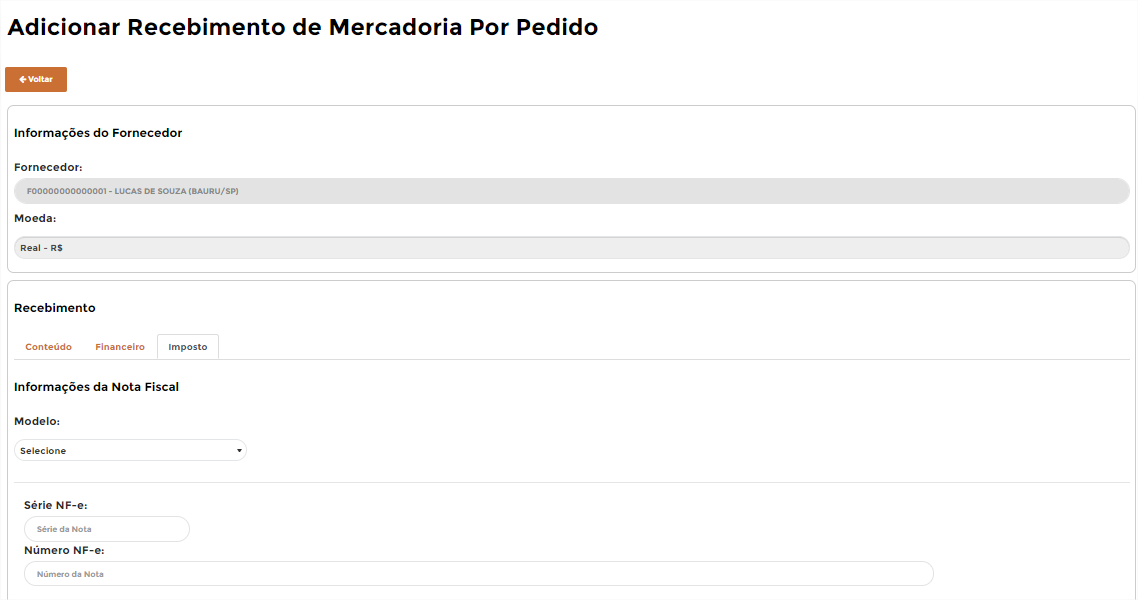 Adicionar Recebimento de Mercadoria Por Pedido
Voltar
Informações do Fornecedor
Fornecedor:
F00000000000001 - LUCAS DE SOUZA (BAURU/SP)
Moeda:
Real - R$
Recebimento
Conteúdo Financeiro Imposto
Informações da Nota Fiscal
Modelo:
Selecione
Série NF-e:
Série da Nota
Número NF-e:
Número da Nota